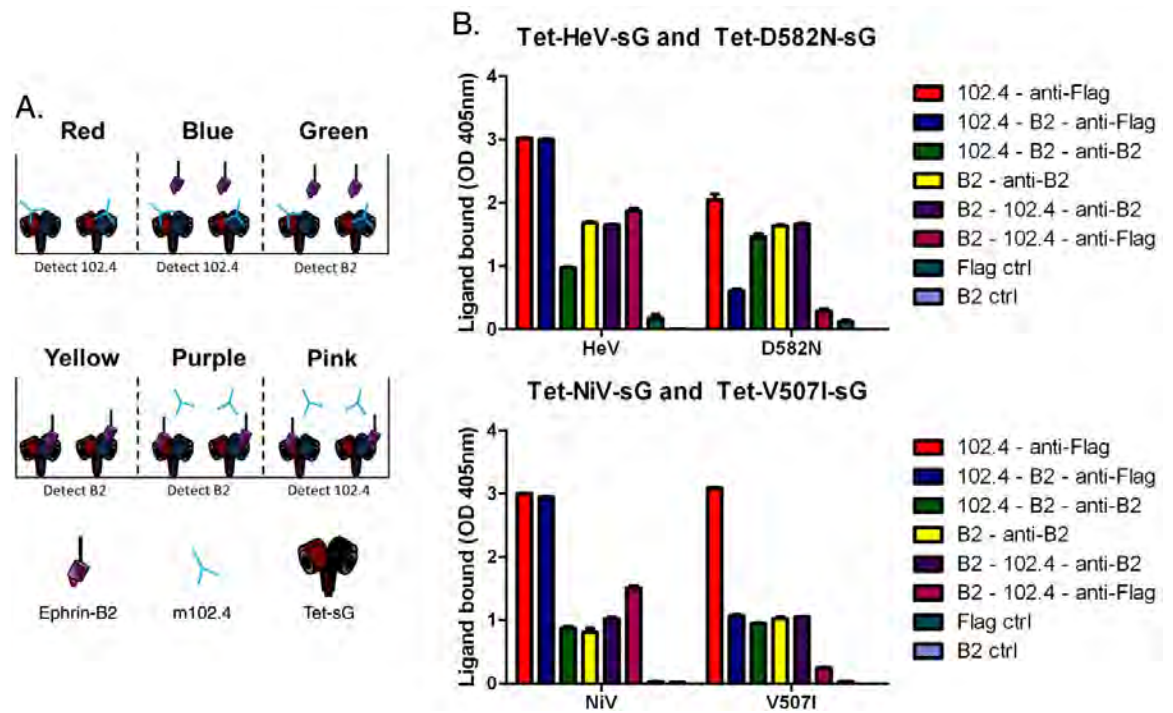 A.
Red Blue Green
Detect 102.4 Detect 102.4 Detect B2
Yellow Purple Pink
Detect B2 Detect B2 Detect 102.4
Ephrin-B2 m102.4 Tet-sG
B.
Tet-HeV-sG and Tet-D582N-sG
Ligand bound (OD 405nm)
4
3
2
1
0
HeV D582N
102.4 - anti-Flag
102.4 - B2 - anti-Flag
102.4 - B2 - anti-B2
B2 - anti-B2
B2 - 102.4 - anti-B2
B2 - 102.4 - anti-Flag
Flag ctrl
B2 ctrl
Tet-NiV-sG and Tet-V507I-sG
Ligand bound (OD 405nm)
4
3
2
1
0
NiV V507I
102.4 - anti-Flag
102.4 - B2 - anti-Flag
102.4 - B2 - anti-B2
B2 - anti-B2
B2 - 102.4 - anti-B2
B2 - 102.4 - anti-Flag
Flag ctrl
B2 ctrl